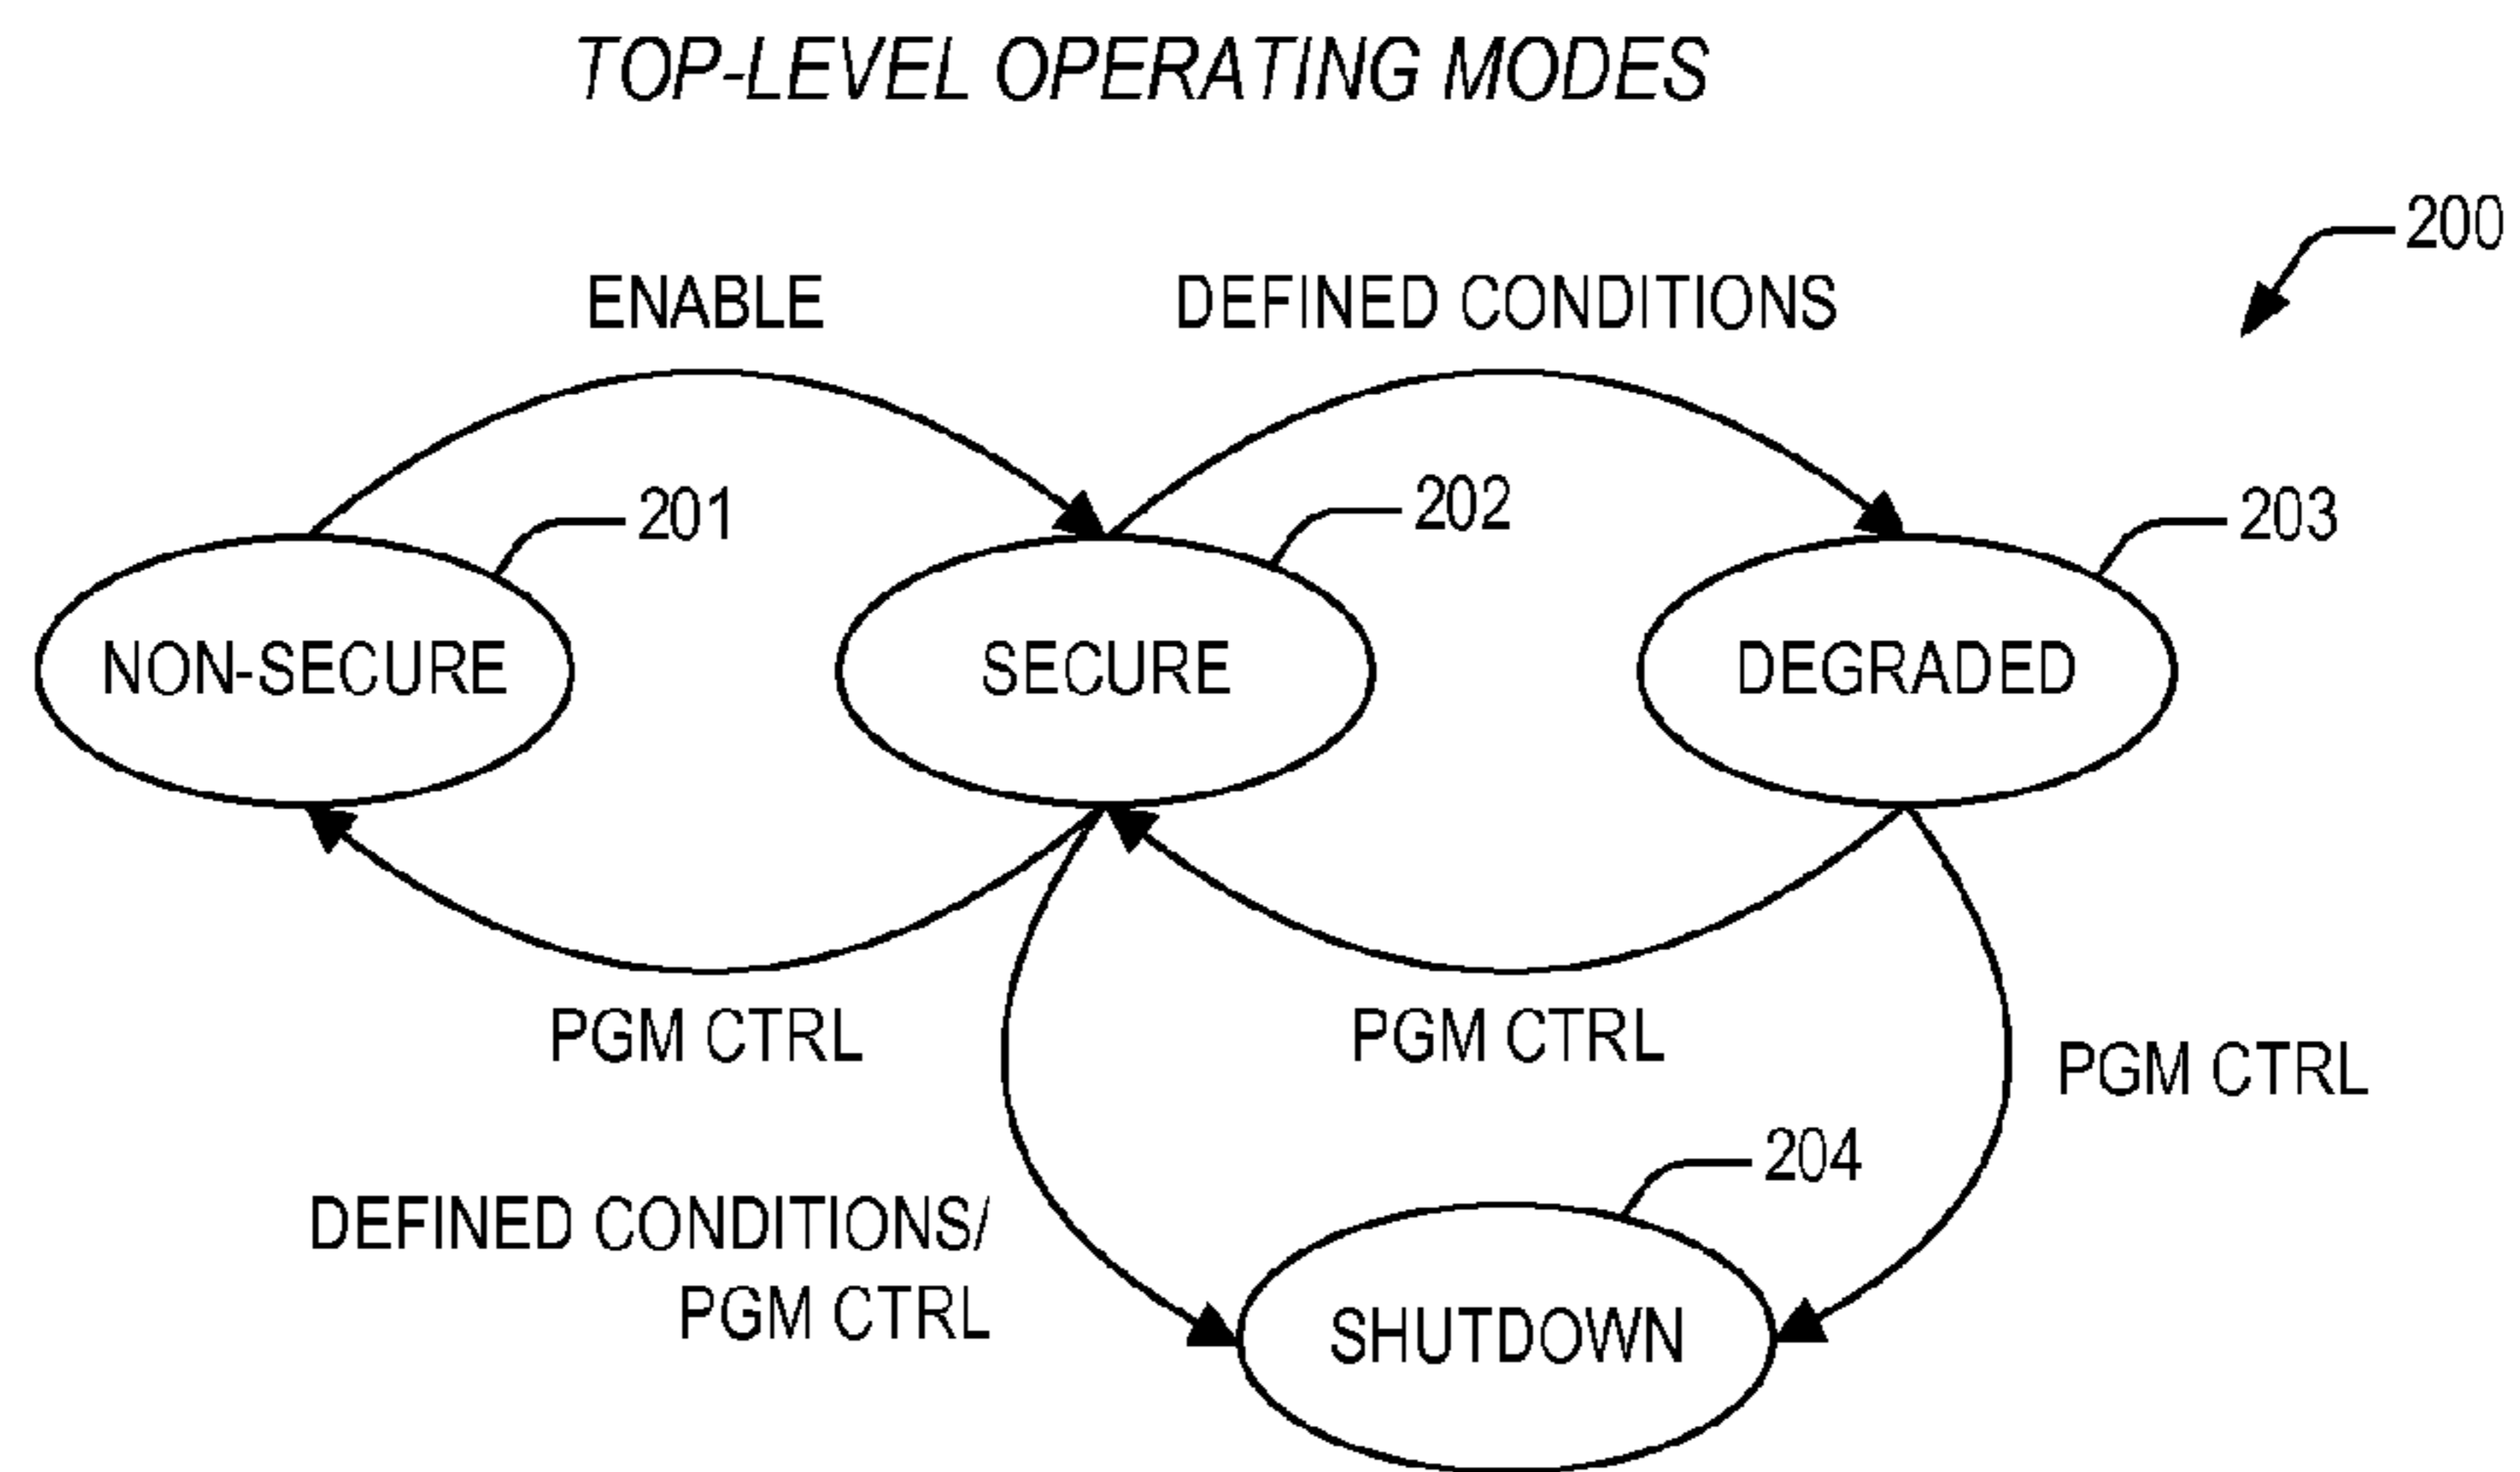 TOP-LEVEL OPERATING MODES
200
ENABLE
DEFINED CONDITIONS
201
202
203
NON-SECURE
SECURE
DEGRADED
PGM CTRL
PGM CTRL
PGM CTRL
204
DEFINED CONDITIONS/
PGM CTRL
SHUTDOWN